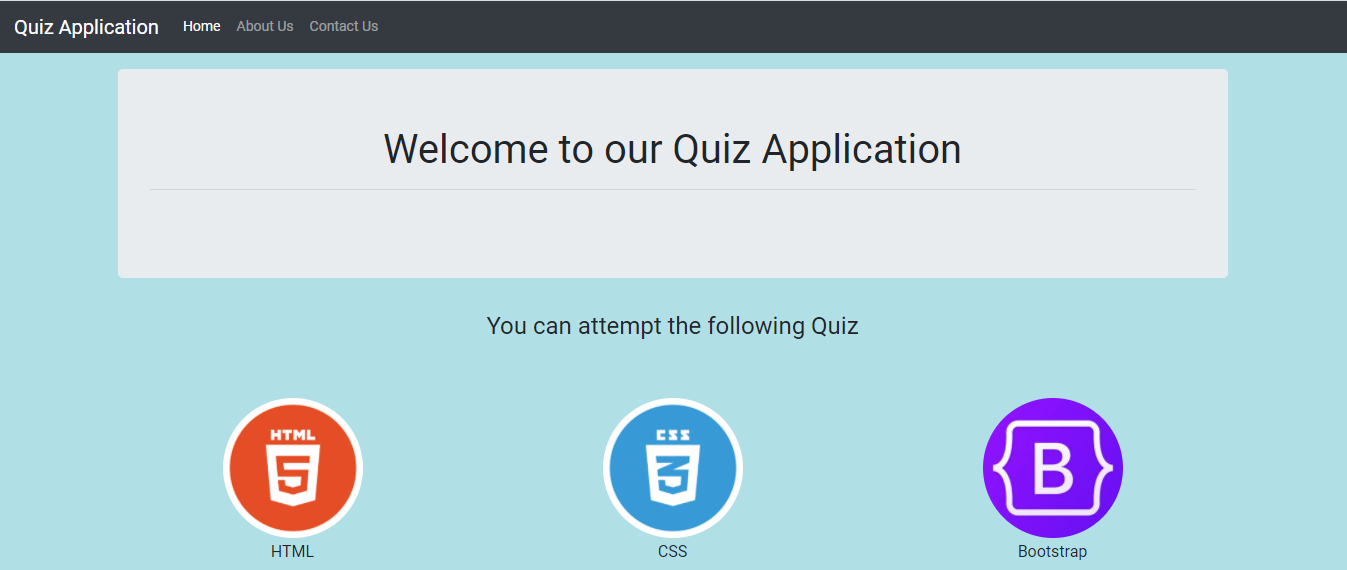 Quiz Application Home About Us Contact Us
Welcome to our Quiz Application
You can attempt the following Quiz
HTML CSS B
5 3
HTML CSS Bootstrap